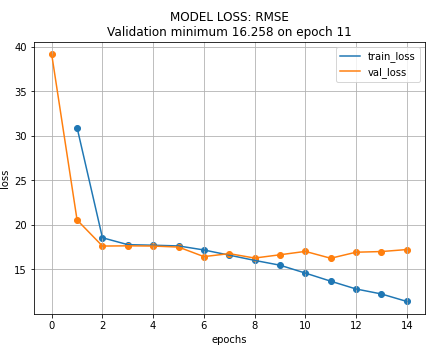 MODEL LOSS: RMSE
Validation minimum 16.258 on epoch 11
train_loss
val_loss
40
35
30
25
20
15
loss
0 2 4 6 8 10 12 14
epochs